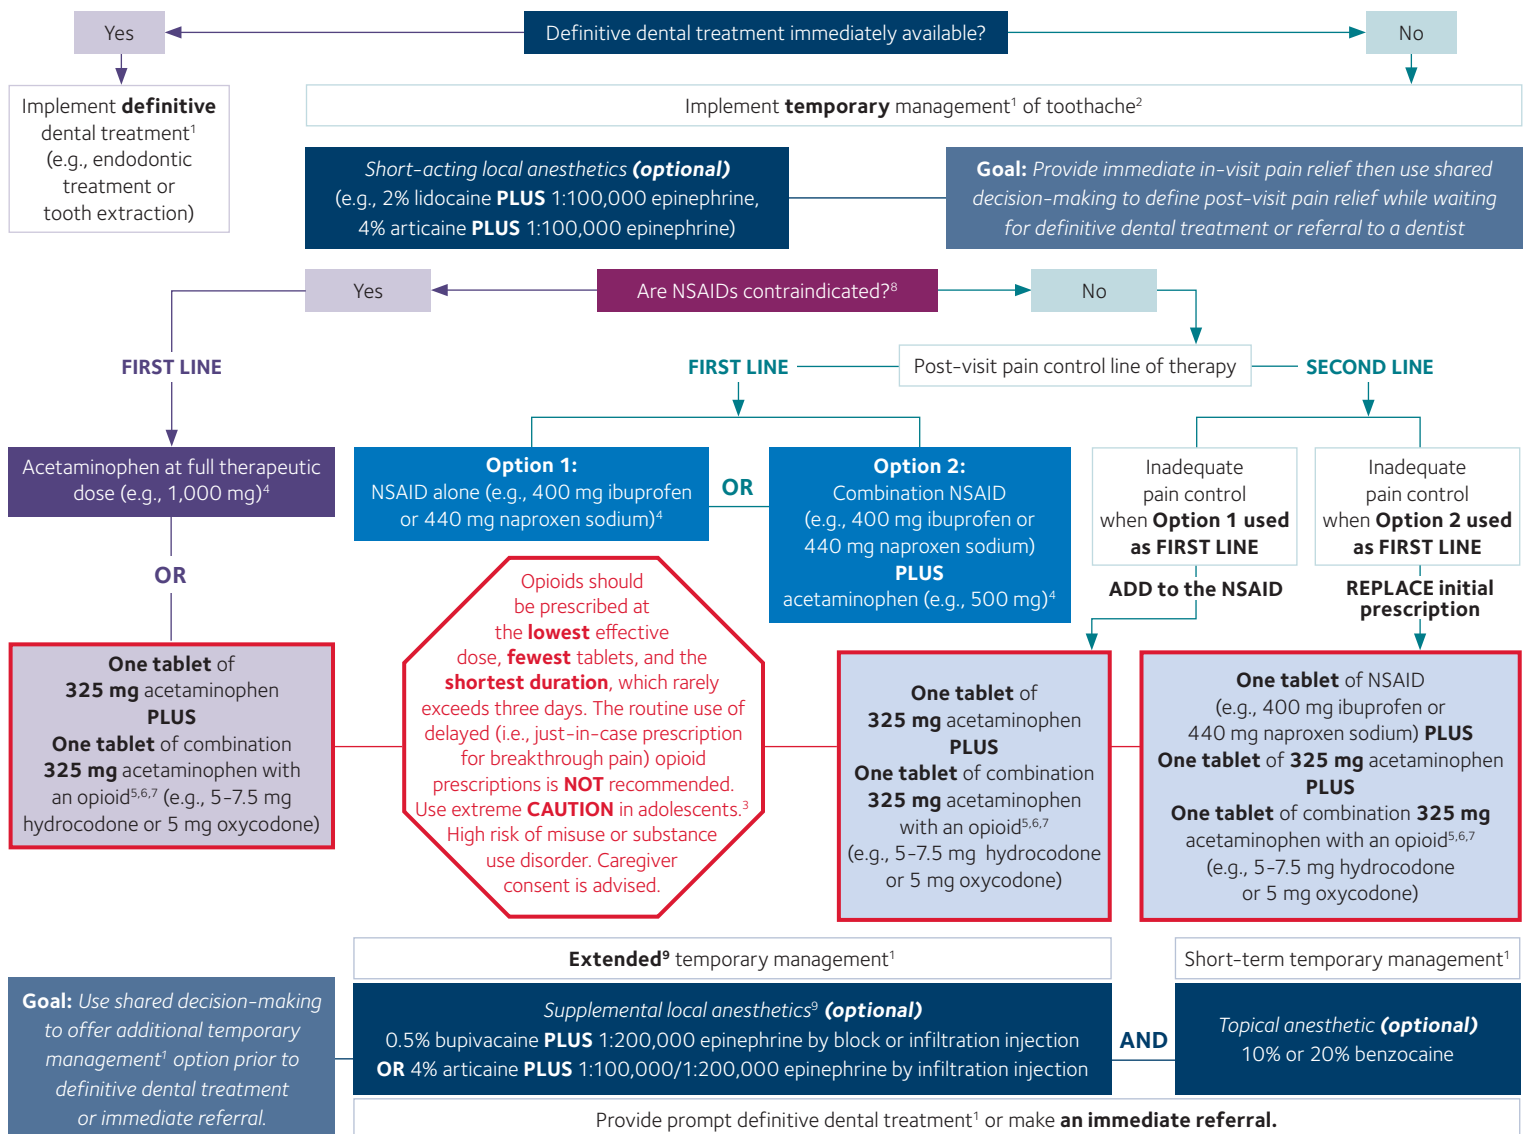 Yes
Definitive dental treatment immediately available?
No
Implement definitive
dental treatment¹
(e.g., endodontic
treatment or
tooth extraction)
Implement temporary management¹ of toothache²
Short-acting local anesthetics (optional)
(e.g., 2% lidocaine PLUS 1:100,000 epinephrine,
4% articaine PLUS 1:100,000 epinephrine)
Goal: Provide immediate in-visit pain relief then use shared
decision-making to define post-visit pain relief while waiting
for definitive dental treatment or referral to a dentist
Yes
Are NSAIDs contraindicated?⁸
No
FIRST LINE
FIRST LINE
Post-visit pain control line of therapy
SECOND LINE
Acetaminophen at full therapeutic
dose (e.g., 1,000 mg)⁴
OR
One tablet of
325 mg acetaminophen
PLUS
One tablet of combination
325 mg acetaminophen with
an opioid⁵,⁶,⁷ (e.g., 5-7.5 mg
hydrocodone or 5 mg oxycodone)
Option 1:
NSAID alone (e.g., 400 mg ibuprofen
or 440 mg naproxen sodium)⁴
OR
Option 2:
Combination NSAID
(e.g., 400 mg ibuprofen or
440 mg naproxen sodium)
PLUS
acetaminophen (e.g., 500 mg)⁴
Inadequate
pain control
when Option 1 used
as FIRST LINE
ADD to the NSAID
Inadequate
pain control
when Option 2 used
as FIRST LINE
REPLACE initial
prescription
Opioids should
be prescribed at
the lowest effective
dose, fewest tablets, and the
shortest duration, which rarely
exceeds three days. The routine use of
delayed (i.e., just-in-case prescription
for breakthrough pain) opioid
prescriptions is NOT recommended.
Use extreme CAUTION in adolescents.³
High risk of misuse or substance
use disorder. Caregiver
consent is advised.
One tablet of
325 mg acetaminophen
PLUS
One tablet of combination
325 mg acetaminophen
with an opioid⁵,⁶,⁷
(e.g., 5-7.5 mg hydrocodone
or 5 mg oxycodone)
One tablet of NSAID
(e.g., 400 mg ibuprofen or
440 mg naproxen sodium) PLUS
One tablet of 325 mg acetaminophen
PLUS
One tablet of combination 325 mg
acetaminophen with an opioid⁵,⁶,⁷
(e.g., 5-7.5 mg hydrocodone
or 5 mg oxycodone)
Goal: Use shared decision-making
to offer additional temporary
management¹ option prior to
definitive dental treatment
or immediate referral.
Extended⁹ temporary management¹
Supplemental local anesthetics⁹ (optional)
0.5% bupivacaine PLUS 1:200,000 epinephrine by block or infiltration injection
OR 4% articaine PLUS 1:100,000/1:200,000 epinephrine by infiltration injection
AND
Short-term temporary management¹
Topical anesthetic (optional)
10% or 20% benzocaine
Provide prompt definitive dental treatment¹ or make an immediate referral.